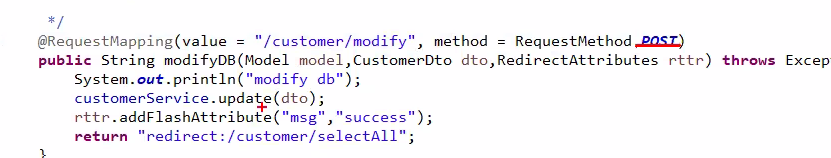 */
@RequestMapping(value = "/customer/modify", method = RequestMethod.POST)
public String modifyDB(Model model,CustomerDto dto,RedirectAttributes rttr) throws Excep
System.out.println("modify db");
customerService.update(dto);
rttr.addFlashAttribute("msg","success");
return "redirect:/customer/selectAll";
}